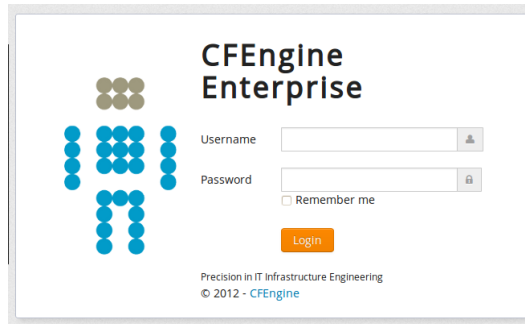 CFEngine
Enterprise
Username
Password
Remember me
Login
Precision in IT Infrastructure Engineering
© 2012 - CFEngine